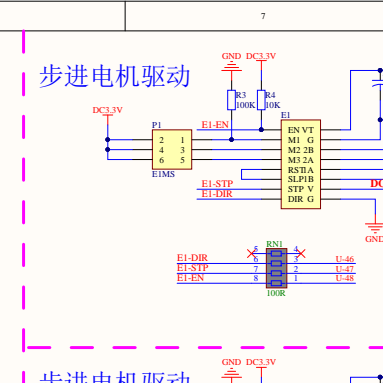 7
步进电机驱动
GND DC3.3V
DC3.3V
R3
100K
R4
10K
E1-EN
E1
P1
2 1
4 3
6 5
E1MS
EN VT
M1 G
M2 2B
M3 2A
RST1A
SLP1B
STP V
DIR G
E1-STP
E1-DIR
DC
GND
RN1
5 4
E1-DIR 6 3 U-46
E1-STP 7 2 U-47
E1-EN 8 1 U-48
100R
GND DC3.3V
步进电机驱动